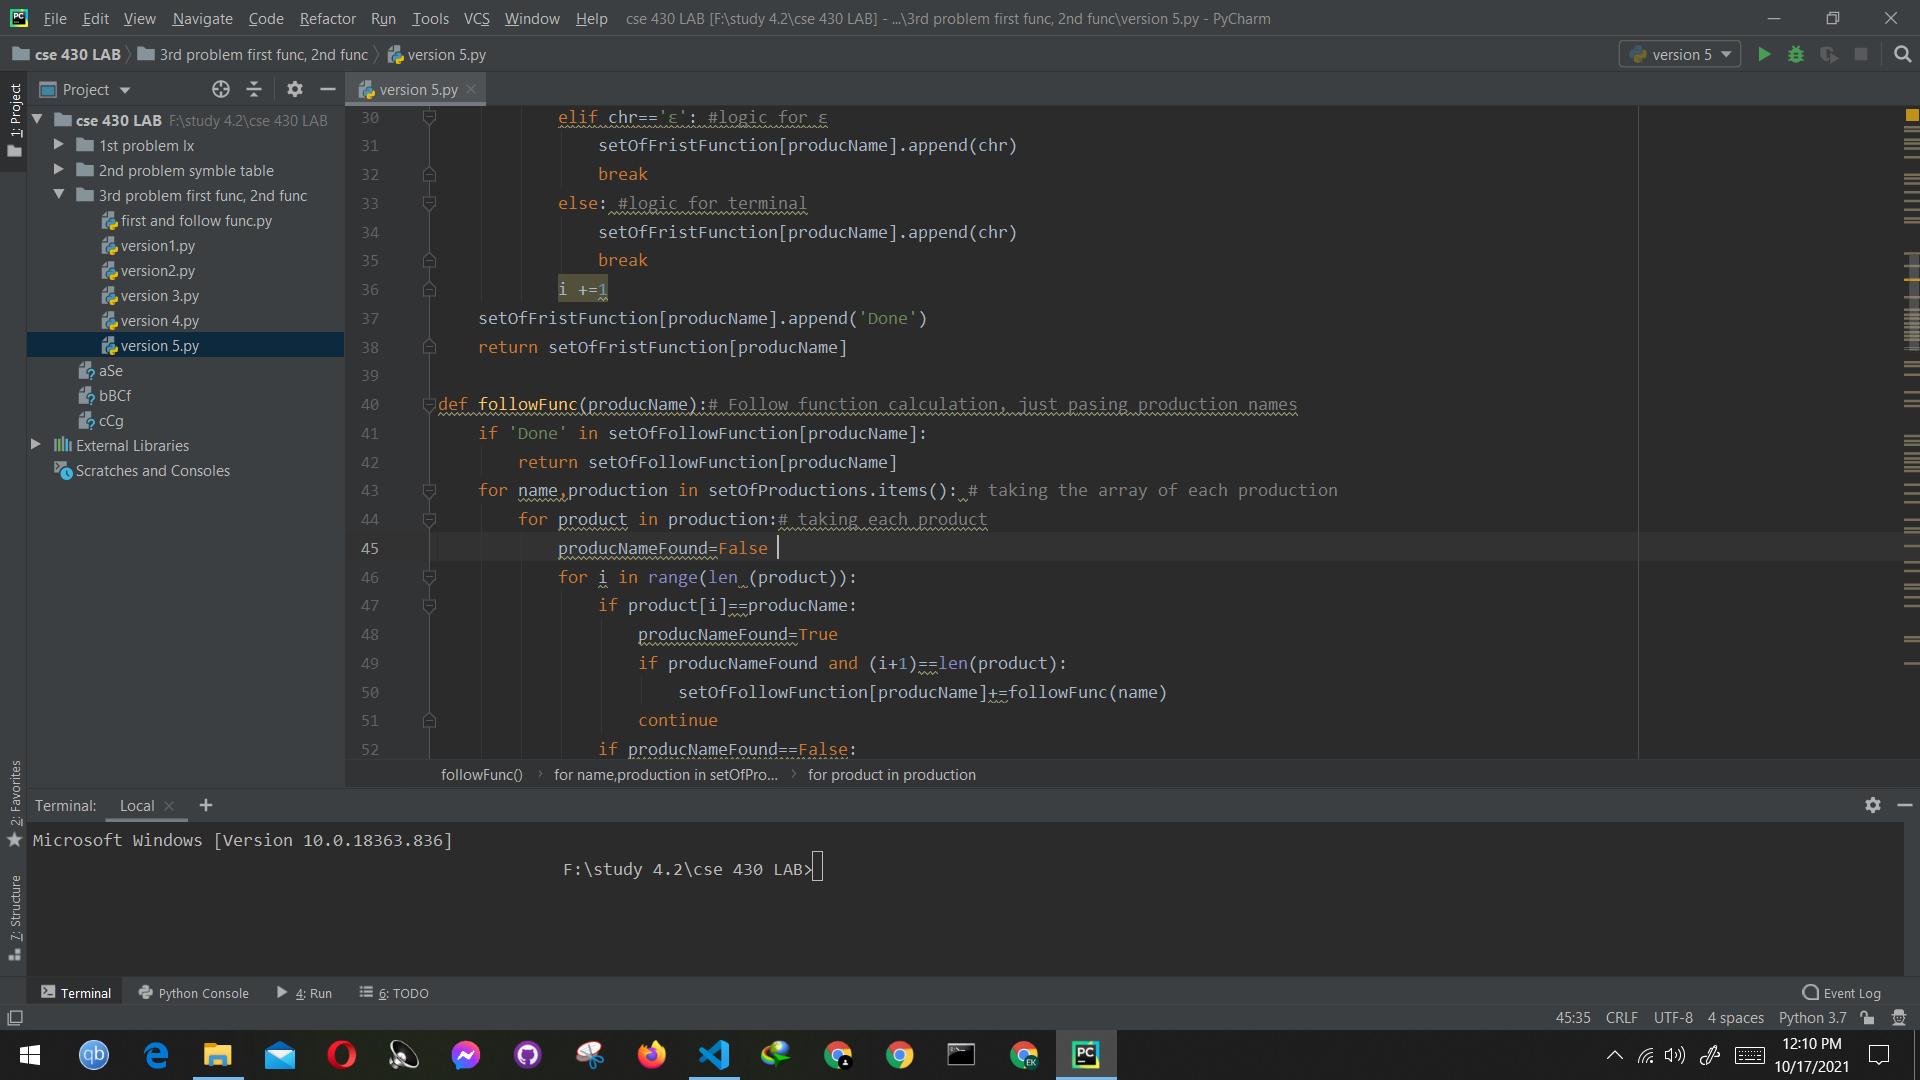 File Edit View Navigate Code Refactor Run Tools VCS Window Help cse 430 LAB [F:\study 4.2\cse 430 LAB] - ...\3rd problem first func, 2nd func\version 5.py - PyCharm
cse 430 LAB 3rd problem first func, 2nd func version 5.py version 5
1: Project
Project
version 5.py
cse 430 LAB F:\study 4.2\cse 430 LAB
1st problem lx
2nd problem symble table
3rd problem first func, 2nd func
first and follow func.py
version1.py
version2.py
version 3.py
version 4.py
version 5.py
aSe
bBCf
cCg
External Libraries
Scratches and Consoles
30 elif chr=='ε': #logic for ε
31 setOfFristFunction[producName].append(chr)
32 break
33 else: #logic for terminal
34 setOfFristFunction[producName].append(chr)
35 break
36 i +=1
37 setOfFristFunction[producName].append('Done')
38 return setOfFristFunction[producName]
39
40 def followFunc(producName):# Follow function calculation, just pasing production names
41 if 'Done' in setOfFollowFunction[producName]:
42 return setOfFollowFunction[producName]
43 for name,production in setOfProductions.items(): # taking the array of each production
44 for product in production:# taking each product
45 producNameFound=False
46 for i in range(len (product)):
47 if product[i]==producName:
48 producNameFound=True
49 if producNameFound and (i+1)==len(product):
50 setOfFollowFunction[producName]+=followFunc(name)
51 continue
52 if producNameFound==False:
followFunc() for name,production in setOfPro... for product in production
2: Favorites
7: Structure
Terminal: Local +
Microsoft Windows [Version 10.0.18363.836]
F:\study 4.2\cse 430 LAB>
Terminal Python Console 4: Run 6: TODO Event Log
45:35 CRLF UTF-8 4 spaces Python 3.7
qb
EK
PC
12:10 PM
10/17/2021